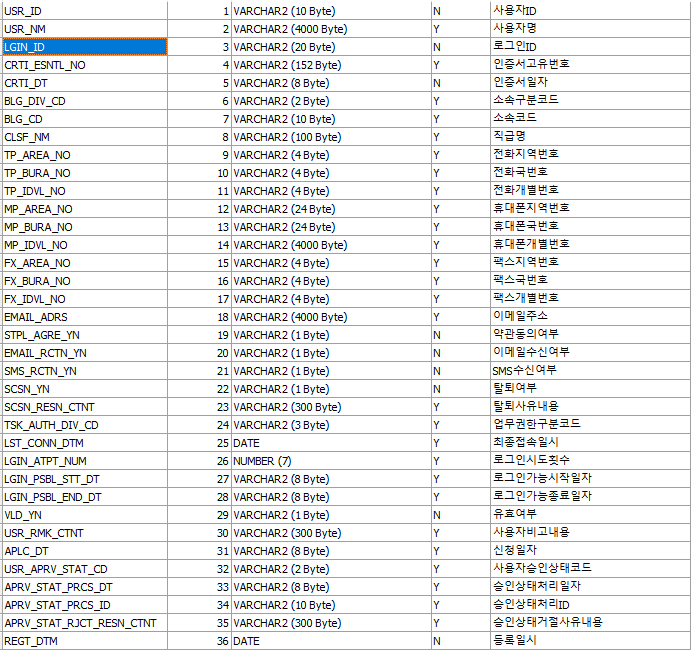 USR_ID 1 VARCHAR2 (10 Byte) N 사용자ID
USR_NM 2 VARCHAR2 (4000 Byte) Y 사용자명
LGIN_ID 3 VARCHAR2 (20 Byte) N 로그인ID
CRTI_ESNTL_NO 4 VARCHAR2 (152 Byte) Y 인증서고유번호
CRTI_DT 5 VARCHAR2 (8 Byte) N 인증서일자
BLG_DIV_CD 6 VARCHAR2 (2 Byte) Y 소속구분코드
BLG_CD 7 VARCHAR2 (10 Byte) Y 소속코드
CLSF_NM 8 VARCHAR2 (100 Byte) Y 직급명
TP_AREA_NO 9 VARCHAR2 (4 Byte) Y 전화지역번호
TP_BURA_NO 10 VARCHAR2 (4 Byte) Y 전화국번호
TP_IDVL_NO 11 VARCHAR2 (4 Byte) Y 전화개별번호
MP_AREA_NO 12 VARCHAR2 (24 Byte) Y 휴대폰지역번호
MP_BURA_NO 13 VARCHAR2 (24 Byte) Y 휴대폰국번호
MP_IDVL_NO 14 VARCHAR2 (4000 Byte) Y 휴대폰개별번호
FX_AREA_NO 15 VARCHAR2 (4 Byte) Y 팩스지역번호
FX_BURA_NO 16 VARCHAR2 (4 Byte) Y 팩스국번호
FX_IDVL_NO 17 VARCHAR2 (4 Byte) Y 팩스개별번호
EMAIL_ADRS 18 VARCHAR2 (4000 Byte) Y 이메일주소
STPL_AGRE_YN 19 VARCHAR2 (1 Byte) N 약관동의여부
EMAIL_RCTN_YN 20 VARCHAR2 (1 Byte) N 이메일수신여부
SMS_RCTN_YN 21 VARCHAR2 (1 Byte) N SMS수신여부
SCSN_YN 22 VARCHAR2 (1 Byte) N 탈퇴여부
SCSN_RESN_CTNT 23 VARCHAR2 (300 Byte) Y 탈퇴사유내용
TSK_AUTH_DIV_CD 24 VARCHAR2 (3 Byte) Y 업무권한구분코드
LST_CONN_DTM 25 DATE Y 최종접속일시
LGIN_ATPT_NUM 26 NUMBER (7) Y 로그인시도횟수
LGIN_PSBL_STT_DT 27 VARCHAR2 (8 Byte) Y 로그인가능시작일자
LGIN_PSBL_END_DT 28 VARCHAR2 (8 Byte) Y 로그인가능종료일자
VLD_YN 29 VARCHAR2 (1 Byte) N 유효여부
USR_RMK_CTNT 30 VARCHAR2 (300 Byte) Y 사용자비고내용
APLC_DT 31 VARCHAR2 (8 Byte) Y 신청일자
USR_APRV_STAT_CD 32 VARCHAR2 (2 Byte) Y 사용자승인상태코드
APRV_STAT_PRCS_DT 33 VARCHAR2 (8 Byte) Y 승인상태처리일자
APRV_STAT_PRCS_ID 34 VARCHAR2 (10 Byte) Y 승인상태처리ID
APRV_STAT_RJCT_RESN_CTNT 35 VARCHAR2 (300 Byte) Y 승인상태거절사유내용
REGT_DTM 36 DATE N 등록일시